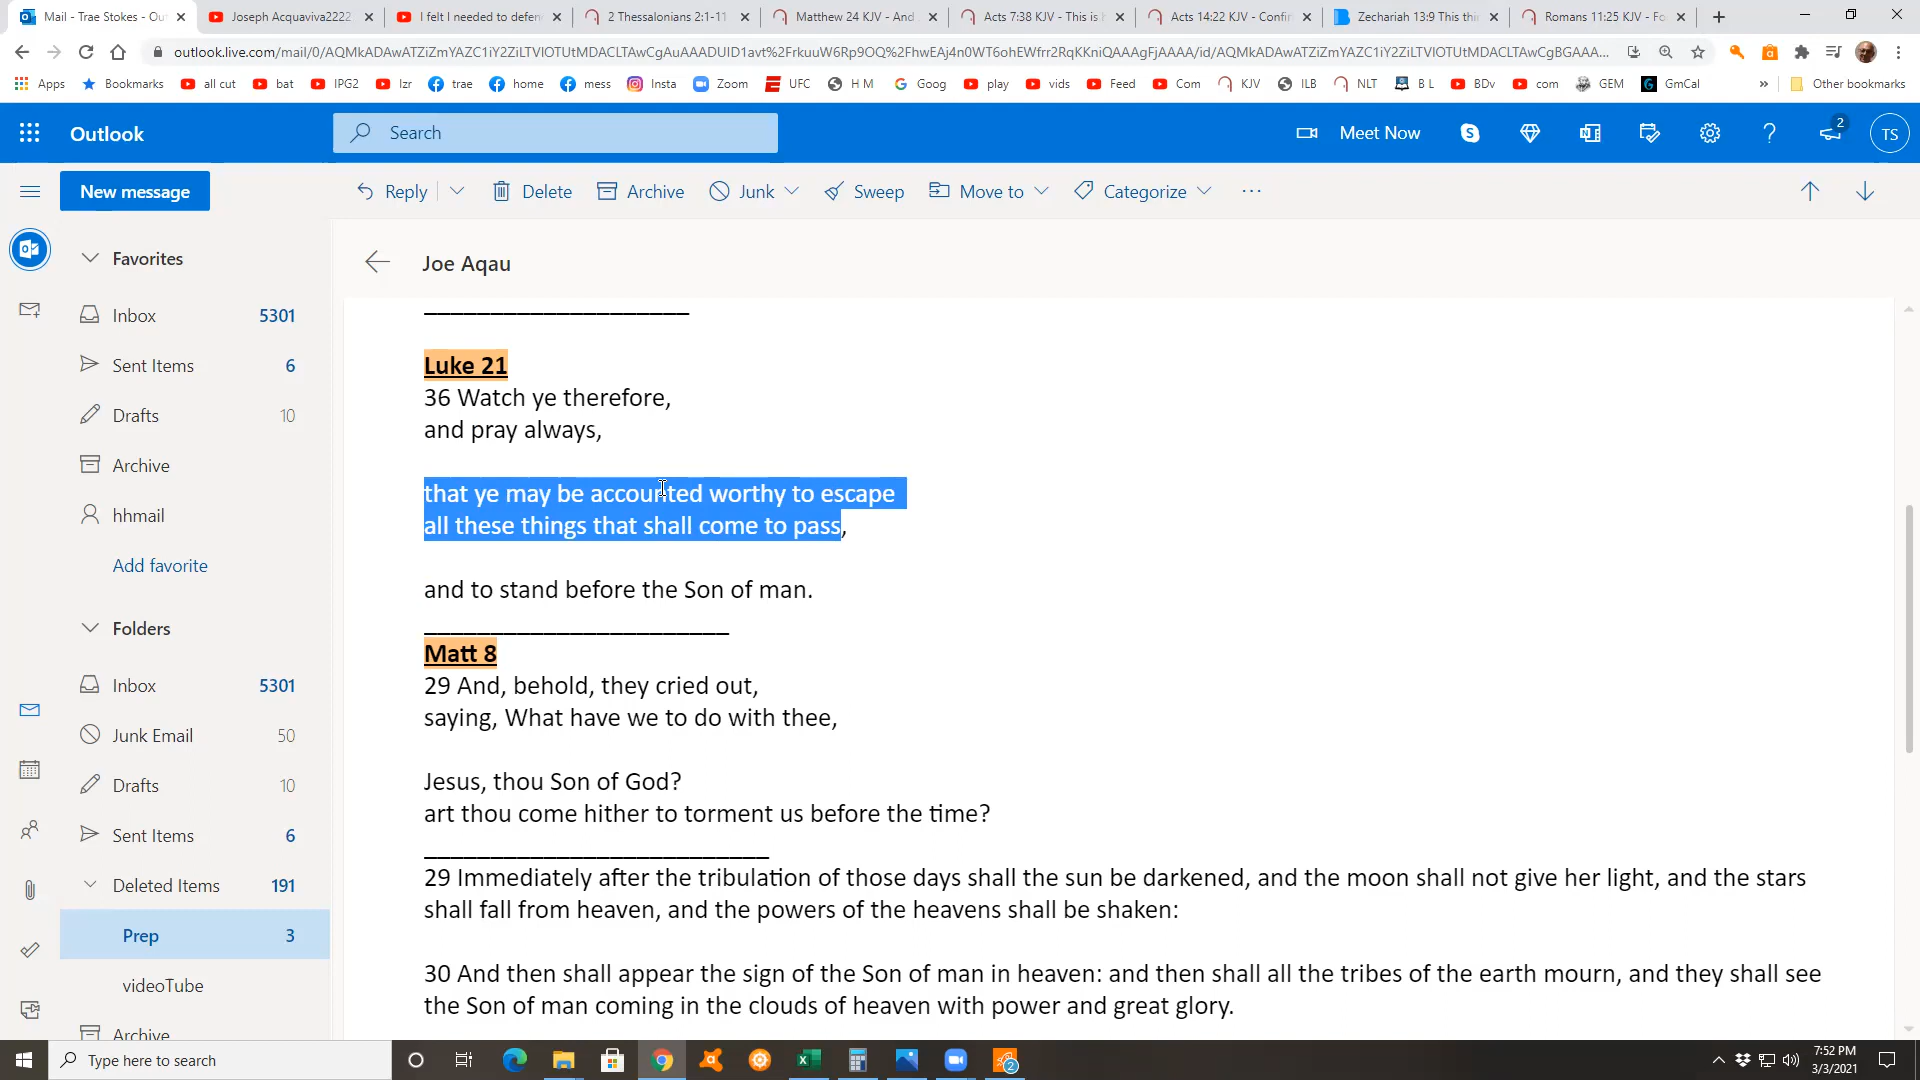 Mail - Trae Stokes - Ou
Joseph Acquaviva2222
I felt I needed to defen
2 Thessalonians 2:1-11
Matthew 24 KJV - And
Acts 7:38 KJV - This is
Acts 14:22 KJV - Confir
Zechariah 13:9 This thi
Romans 11:25 KJV - Fo
outlook.live.com/mail/0/AQMkADAwATZiZmYAZC1iY2ZiLTVlOTUtMDACLTAwCgAuAAADUID1avt%2FrkuuW6Rp9OQ%2FhwEAj4n0WT6ohEWfrr2RqKKniQAAAgFjAAAA/id/AQMkADAwATZiZmYAZC1iY2ZiLTVlOTUtMDACLTAwCgBGAAA...
Apps
Bookmarks
all cut
bat
IPG2
lzr
trae
home
mess
Insta
Zoom
UFC
H M
Goog
play
vids
Feed
Com
KJV
ILB
NLT
B L
BDv
com
GEM
GmCal
»
Other bookmarks
Outlook
Search
Meet Now
2
TS
New message
Reply
Delete
Archive
Junk
Sweep
Move to
Categorize
...
Favorites
Inbox 5301
Sent Items 6
Drafts 10
Archive
hhmail
Add favorite
Folders
Inbox 5301
Junk Email 50
Drafts 10
Sent Items 6
Deleted Items 191
Prep 3
videoTube
Archive
Joe Aqau
Luke 21
36 Watch ye therefore,
and pray always,
that ye may be accounted worthy to escape
all these things that shall come to pass,
and to stand before the Son of man.
Matt 8
29 And, behold, they cried out,
saying, What have we to do with thee,
Jesus, thou Son of God?
art thou come hither to torment us before the time?
29 Immediately after the tribulation of those days shall the sun be darkened, and the moon shall not give her light, and the stars
shall fall from heaven, and the powers of the heavens shall be shaken:
30 And then shall appear the sign of the Son of man in heaven: and then shall all the tribes of the earth mourn, and they shall see
the Son of man coming in the clouds of heaven with power and great glory.
Type here to search
2
7:52 PM
3/3/2021